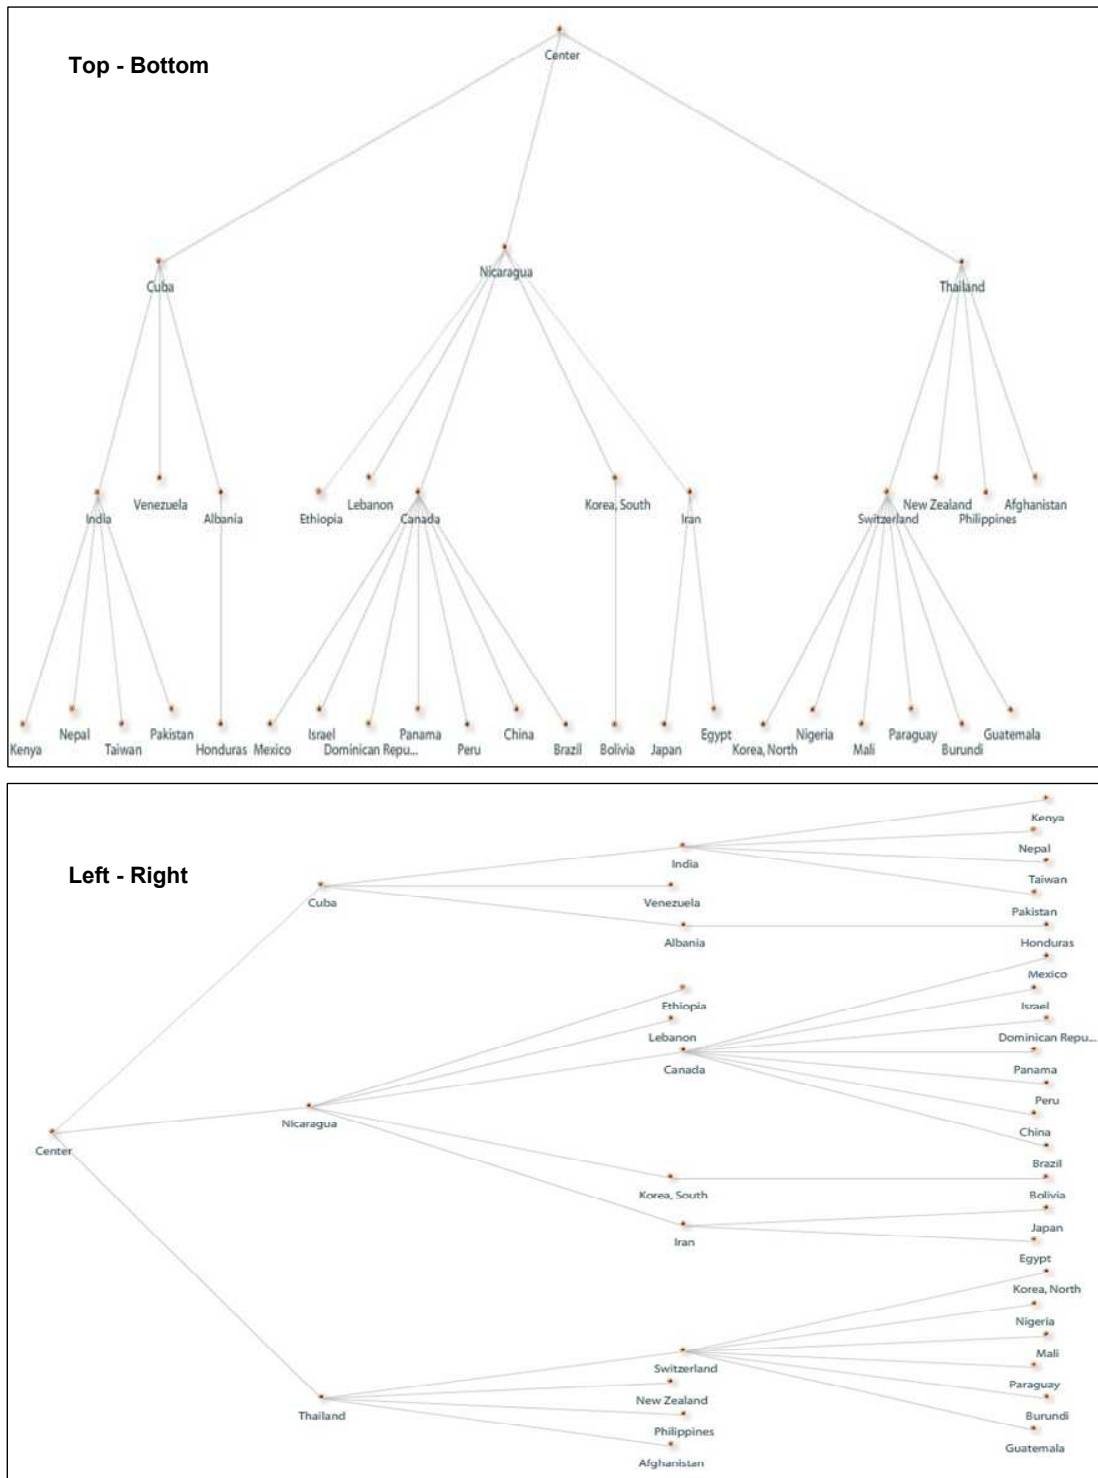 Top - Bottom
Center
Cuba
Nicaragua
Thailand
India
Venezuela
Albania
Ethiopia
Lebanon
Canada
Korea, South
Iran
Switzerland
New Zealand
Philippines
Afghanistan
Kenya
Nepal
Taiwan
Pakistan
Honduras
Mexico
Israel
Dominican Repu...
Panama
Peru
China
Brazil
Bolivia
Japan
Egypt
Korea, North
Nigeria
Mali
Paraguay
Burundi
Guatemala
Left - Right
Center
Cuba
Nicaragua
Thailand
India
Venezuela
Albania
Ethiopia
Lebanon
Canada
Korea, South
Iran
Switzerland
New Zealand
Philippines
Afghanistan
Kenya
Nepal
Taiwan
Pakistan
Honduras
Mexico
Israel
Dominican Repu...
Panama
Peru
China
Brazil
Bolivia
Japan
Egypt
Korea, North
Nigeria
Mali
Paraguay
Burundi
Guatemala